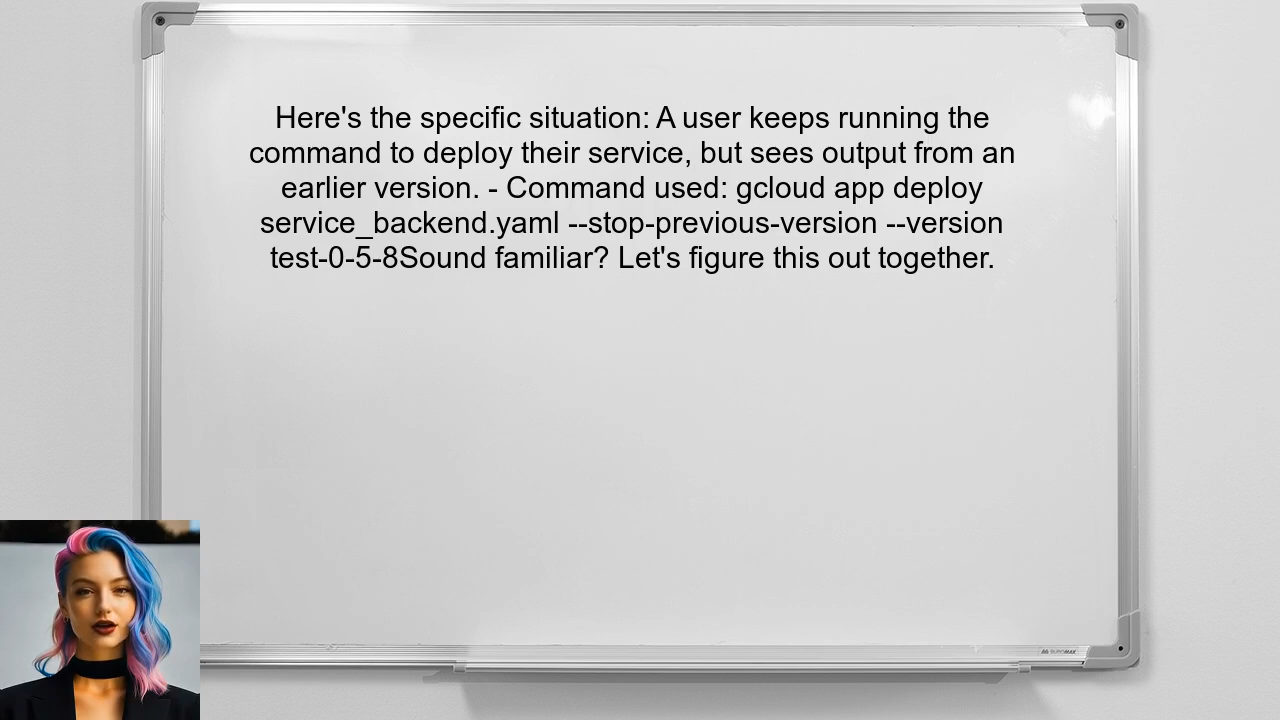 Here's the specific situation: A user keeps running the
command to deploy their service, but sees output from an
earlier version. - Command used: gcloud app deploy
service_backend.yaml --stop-previous-version --version
test-0-5-8Sound familiar? Let's figure this out together.